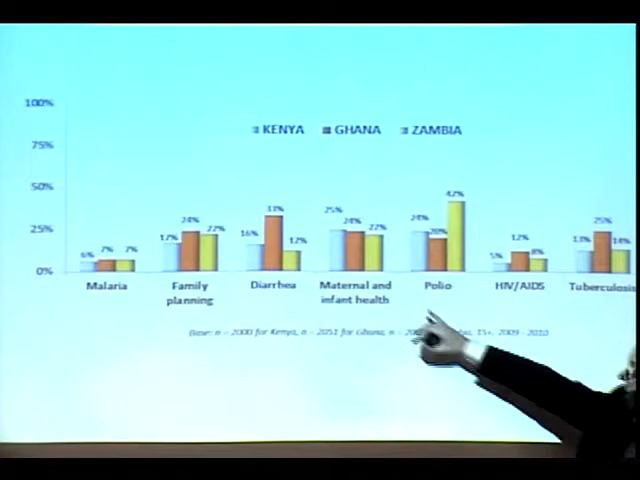 100%
KENYA GHANA ZAMBIA
75%
50%
25%
0%
6% 7% 7%
17% 24% 22%
16% 33% 12%
25% 24% 22%
24% 20% 42%
5% 12% 8%
13% 25% 14%
Malaria
Family
planning
Diarrhea
Maternal and
infant health
Polio
HIV/AIDS
Tuberculosis
Base: n = 2000 for Kenya, n = 2051 for Ghana, n = 15+, 2009 - 2010